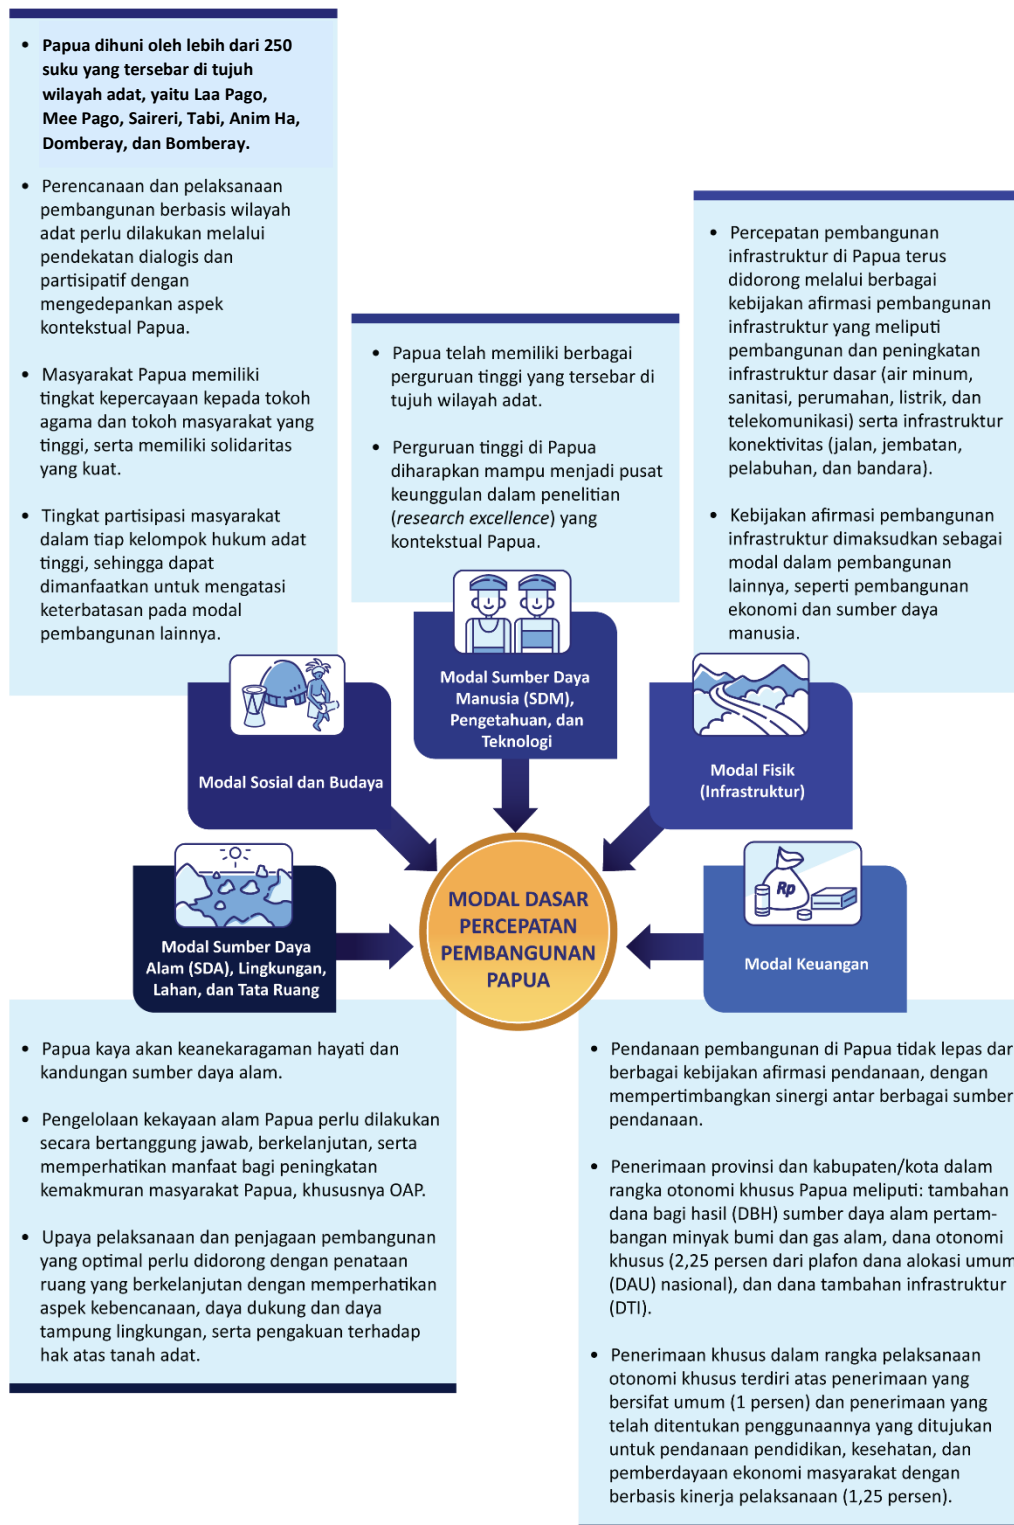 • Papua dihuni oleh lebih dari 250
suku yang tersebar di tujuh
wilayah adat, yaitu Laa Pago,
Mee Pago, Saireri, Tabi, Anim Ha,
Domberay, dan Bomberay.
• Perencanaan dan pelaksanaan
pembangunan berbasis wilayah
adat perlu dilakukan melalui
pendekatan dialogis dan
partisipatif dengan
mengedepankan aspek
kontekstual Papua.
• Masyarakat Papua memiliki
tingkat kepercayaan kepada tokoh
agama dan tokoh masyarakat yang
tinggi, serta memiliki solidaritas
yang kuat.
• Tingkat partisipasi masyarakat
dalam tiap kelompok hukum adat
tinggi, sehingga dapat
dimanfaatkan untuk mengatasi
keterbatasan pada modal
pembangunan lainnya.
Modal Sosial dan Budaya
• Papua telah memiliki berbagai
perguruan tinggi yang tersebar di
tujuh wilayah adat.
• Perguruan tinggi di Papua
diharapkan mampu menjadi pusat
keunggulan dalam penelitian
(research excellence) yang
kontekstual Papua.
Modal Sumber Daya
Manusia (SDM),
Pengetahuan, dan
Teknologi
• Percepatan pembangunan
infrastruktur di Papua terus
didorong melalui berbagai
kebijakan afirmasi pembangunan
infrastruktur yang meliputi
pembangunan dan peningkatan
infrastruktur dasar (air minum,
sanitasi, perumahan, listrik, dan
telekomunikasi) serta infrastruktur
konektivitas (jalan, jembatan,
pelabuhan, dan bandara).
• Kebijakan afirmasi pembangunan
infrastruktur dimaksudkan sebagai
modal dalam pembangunan
lainnya, seperti pembangunan
ekonomi dan sumber daya
manusia.
Modal Fisik
(Infrastruktur)
MODAL DASAR
PERCEPATAN
PEMBANGUNAN
PAPUA
Modal Sumber Daya
Alam (SDA), Lingkungan,
Lahan, dan Tata Ruang
• Papua kaya akan keanekaragaman hayati dan
kandungan sumber daya alam.
• Pengelolaan kekayaan alam Papua perlu dilakukan
secara bertanggung jawab, berkelanjutan, serta
memperhatikan manfaat bagi peningkatan
kemakmuran masyarakat Papua, khususnya OAP.
• Upaya pelaksanaan dan penjagaan pembangunan
yang optimal perlu didorong dengan penataan
ruang yang berkelanjutan dengan memperhatikan
aspek kebencanaan, daya dukung dan daya
tampung lingkungan, serta pengakuan terhadap
hak atas tanah adat.
Rp
Modal Keuangan
• Pendanaan pembangunan di Papua tidak lepas dar
berbagai kebijakan afirmasi pendanaan, dengan
mempertimbangkan sinergi antar berbagai sumber
pendanaan.
• Penerimaan provinsi dan kabupaten/kota dalam
rangka otonomi khusus Papua meliputi: tambahan
dana bagi hasil (DBH) sumber daya alam pertam-
bangan minyak bumi dan gas alam, dana otonomi
khusus (2,25 persen dari plafon dana alokasi umum
(DAU) nasional), dan dana tambahan infrastruktur
(DTI).
• Penerimaan khusus dalam rangka pelaksanaan
otonomi khusus terdiri atas penerimaan yang
bersifat umum (1 persen) dan penerimaan yang
telah ditentukan penggunaannya yang ditujukan
untuk pendanaan pendidikan, kesehatan, dan
pemberdayaan ekonomi masyarakat dengan
berbasis kinerja pelaksanaan (1,25 persen).